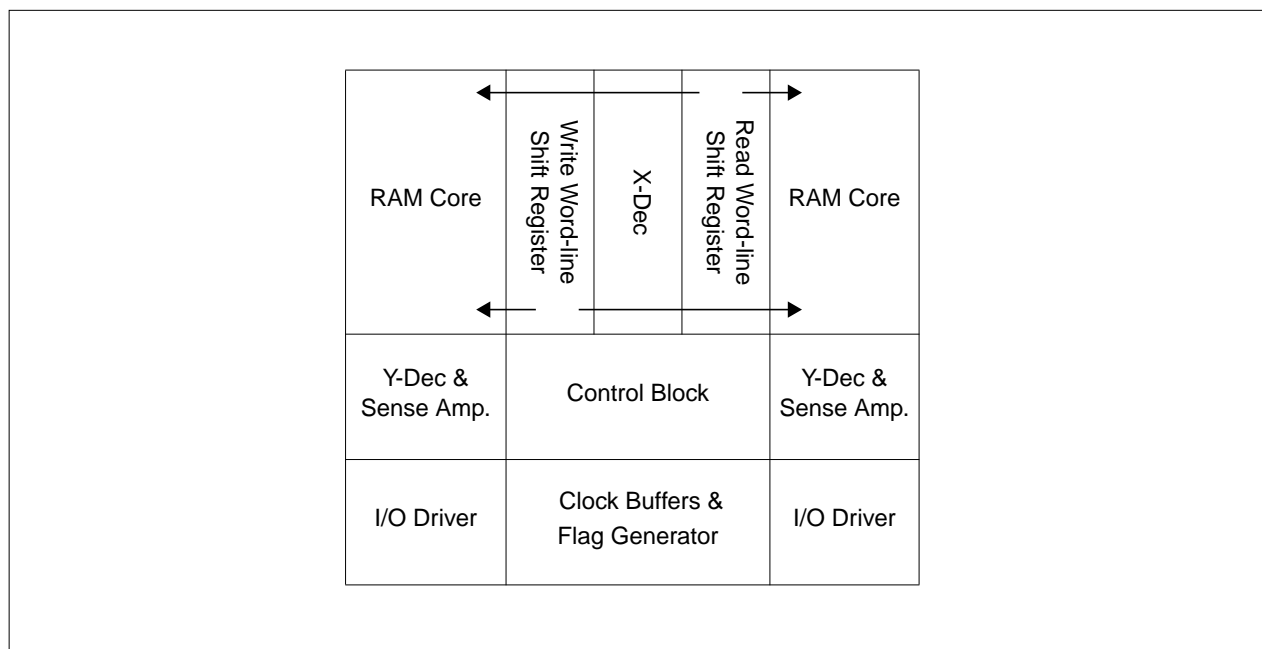 RAM Core
Write Word-line
Shift Register
X-Dec
Read Word-line
Shift Register
RAM Core
Y-Dec &
Sense Amp.
Control Block
Y-Dec &
Sense Amp.
I/O Driver
Clock Buffers &
Flag Generator
I/O Driver